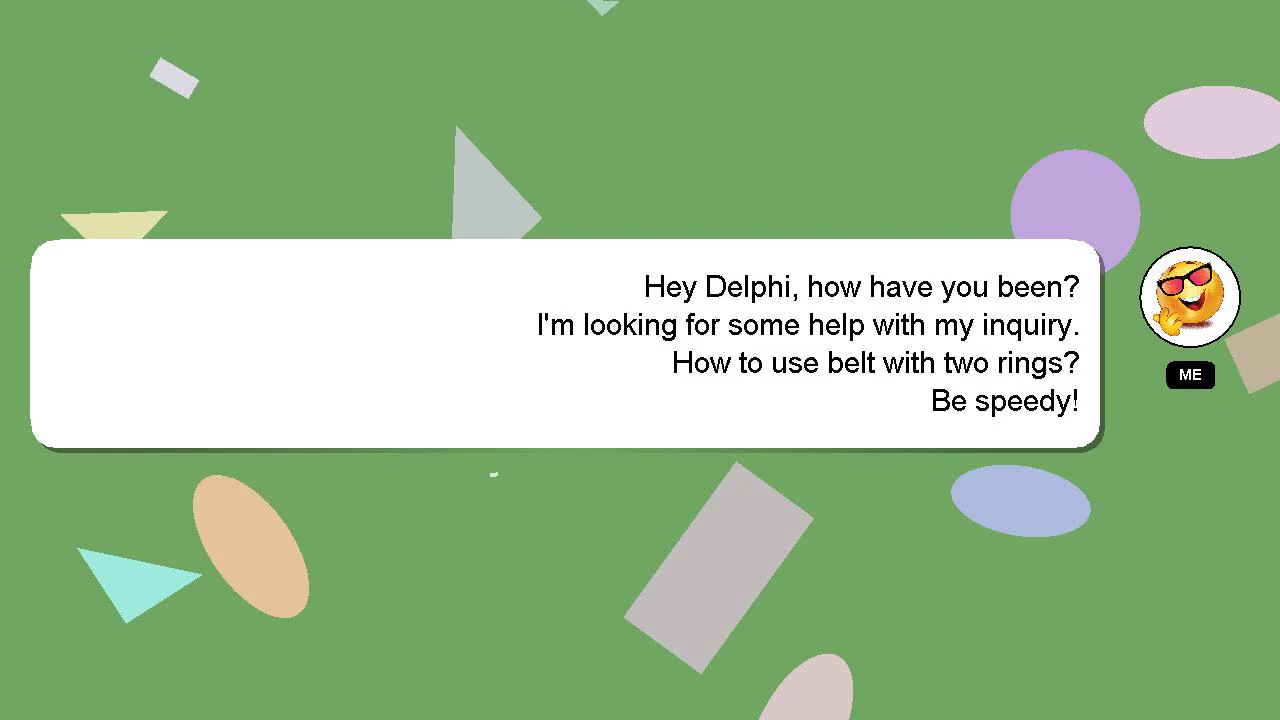 Hey Delphi, how have you been?
I'm looking for some help with my inquiry.
How to use belt with two rings?
Be speedy!
ME